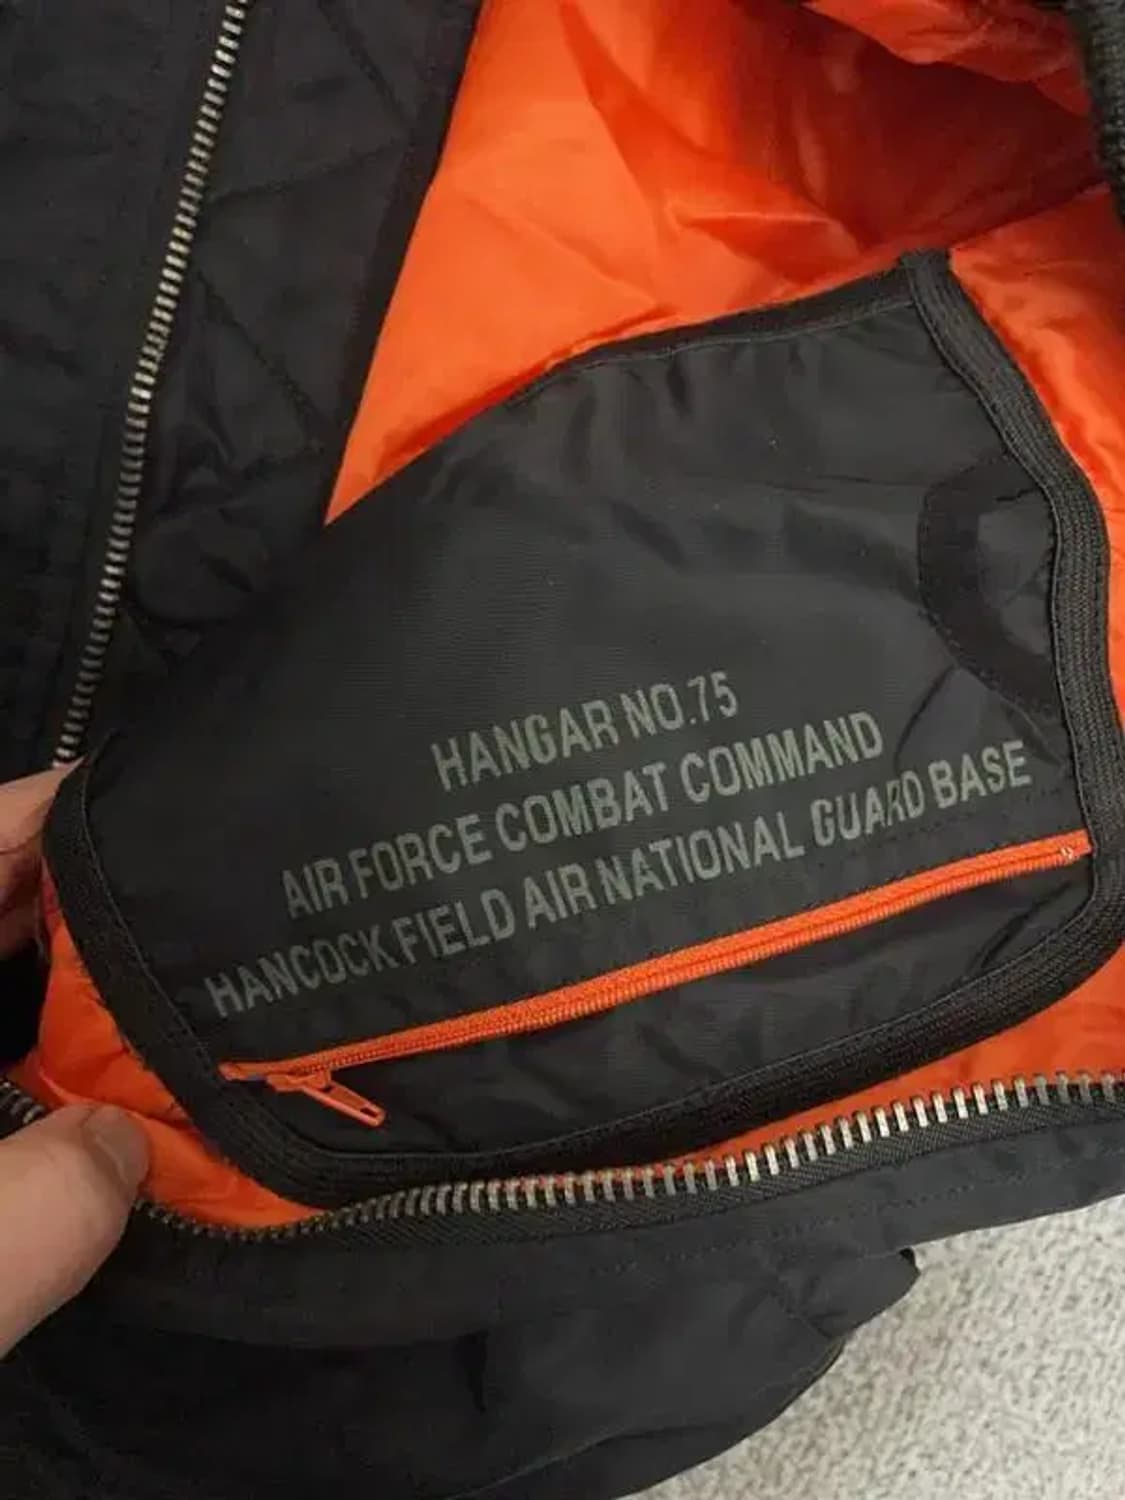 HANGAR NO.75
AIR FORCE COMBAT COMMAND
HANCOCK FIELD AIR NATIONAL GUARD BASE